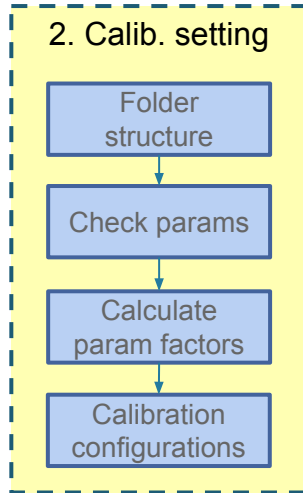 2. Calib. setting
Folder
structure
Check params
Calculate
param factors
Calibration
configurations